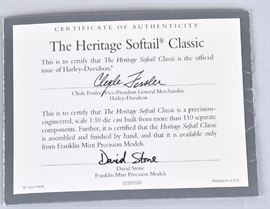 CERTIFICATE OF AUTHENTICITY
The Heritage Softail® Classic
This is to certify that The Heritage Softail Classic is the official
issue of Harley-Davidson.®
Clyde Fessler
Clyde Fessler, Vice-President General Merchandise
Harley-Davidson
This is to certify that The Heritage Softail Classic is a precision-
engineered, scale 1:10 die cast built from more than 110 separate
components. Further, it is certified that the Heritage Softail Classic
is assembled and finished by hand, and that it is available only
from Franklin Mint Precision Models.
David Stone
David Stone
Franklin Mint Precision Models
Printed in U.S.A.